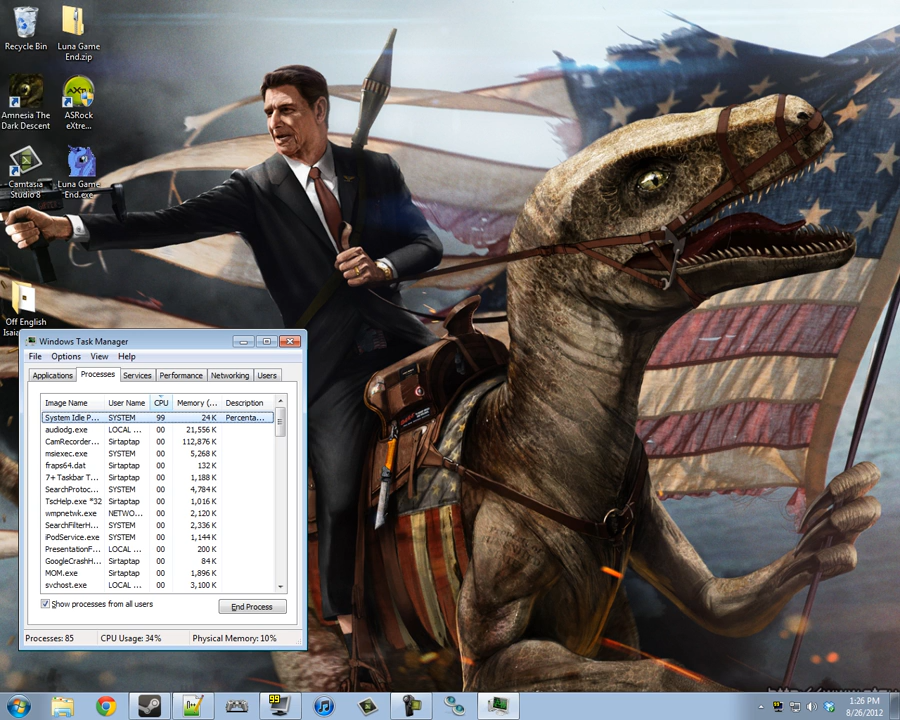 Recycle Bin
Luna Game
End.zip
Amnesia The
Dark Descent
ASRock
eXtre...
Camtasia
Studio 8
Luna Game
End.exe
Off English
Isaia
Windows Task Manager
File Options View Help
Applications Processes Services Performance Networking Users
Image Name User Name CPU Memory (... Description
System Idle P... SYSTEM 99 24 K Percenta...
audiodg.exe LOCAL ... 00 21,556 K
CamRecorder... Sirtaptap 00 112,876 K
msiexec.exe SYSTEM 00 5,268 K
fraps64.dat Sirtaptap 00 132 K
7+ Taskbar T... Sirtaptap 00 1,188 K
SearchProtoc... SYSTEM 00 4,784 K
TscHelp.exe *32 Sirtaptap 00 1,016 K
wmpnetwk.exe NETWO... 00 2,120 K
SearchFilterH... SYSTEM 00 2,336 K
iPodService.exe SYSTEM 00 1,144 K
PresentationF... LOCAL ... 00 200 K
GoogleCrashH... Sirtaptap 00 84 K
MOM.exe Sirtaptap 00 1,896 K
svchost.exe LOCAL ... 00 3,100 K
Show processes from all users
End Process
Processes: 85 CPU Usage: 34% Physical Memory: 10%
99
1:26 PM
8/26/2012